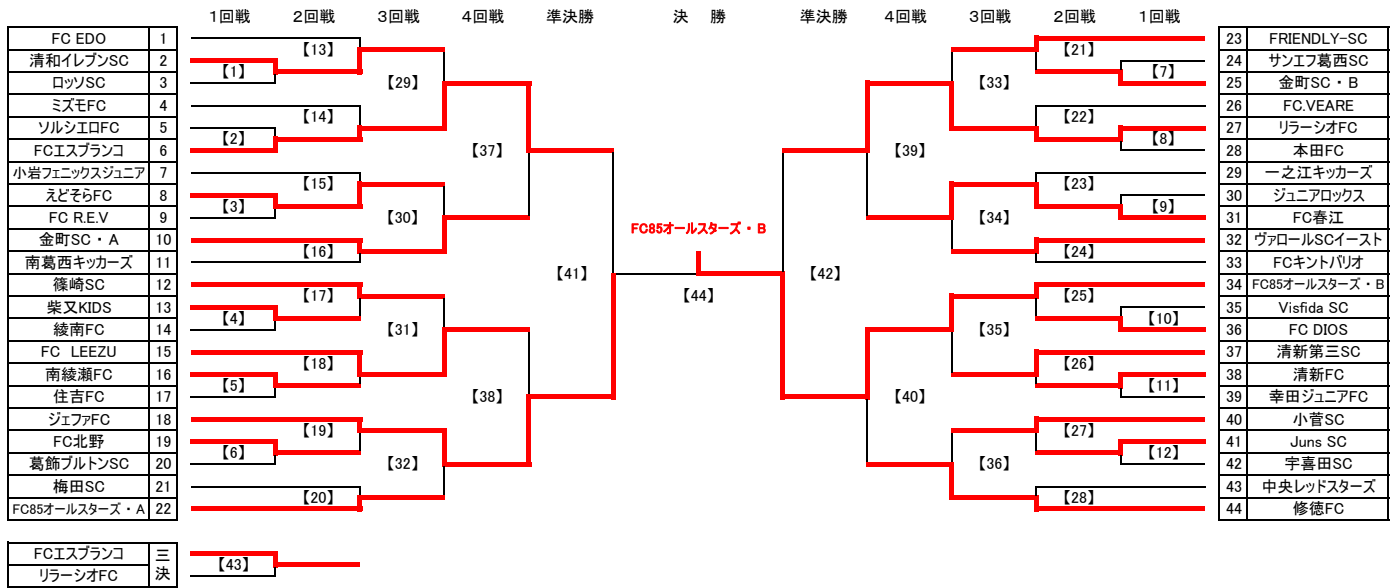 1回戦 2回戦 3回戦 4回戦 準決勝 決 勝 準決勝 4回戦 3回戦 2回戦 1回戦
FC EDO 1
清和イレブンSC 2
ロッソSC 3
ミズモFC 4
ソルシエロFC 5
FCエスブランコ 6
小岩フェニックスジュニア 7
えどそらFC 8
FC R.E.V 9
金町SC・A 10
南葛西キッカーズ 11
篠崎SC 12
柴又KIDS 13
綾南FC 14
FC LEEZU 15
南綾瀬FC 16
住吉FC 17
ジェファFC 18
FC北野 19
葛飾ブルトンSC 20
梅田SC 21
FC85オールスターズ・A 22
【1】
【2】
【3】
【4】
【5】
【6】
【13】
【14】
【15】
【16】
【17】
【18】
【19】
【20】
【29】
【30】
【31】
【32】
【37】
【38】
【41】
FC85オールスターズ・B
【44】
【42】
【39】
【40】
【33】
【34】
【35】
【36】
【21】
【22】
【23】
【24】
【25】
【26】
【27】
【28】
【7】
【8】
【9】
【10】
【11】
【12】
23 FRIENDLY-SC
24 サンエフ葛西SC
25 金町SC・B
26 FC.VEARE
27 リラーシオFC
28 本田FC
29 一之江キッカーズ
30 ジュニアロックス
31 FC春江
32 ヴァロールSCイースト
33 FCキントバリオ
34 FC85オールスターズ・B
35 Visfida SC
36 FC DIOS
37 清新第三SC
38 清新FC
39 幸田ジュニアFC
40 小菅SC
41 Juns SC
42 宇喜田SC
43 中央レッドスターズ
44 修徳FC
FCエスブランコ
リラーシオFC
三決
【43】